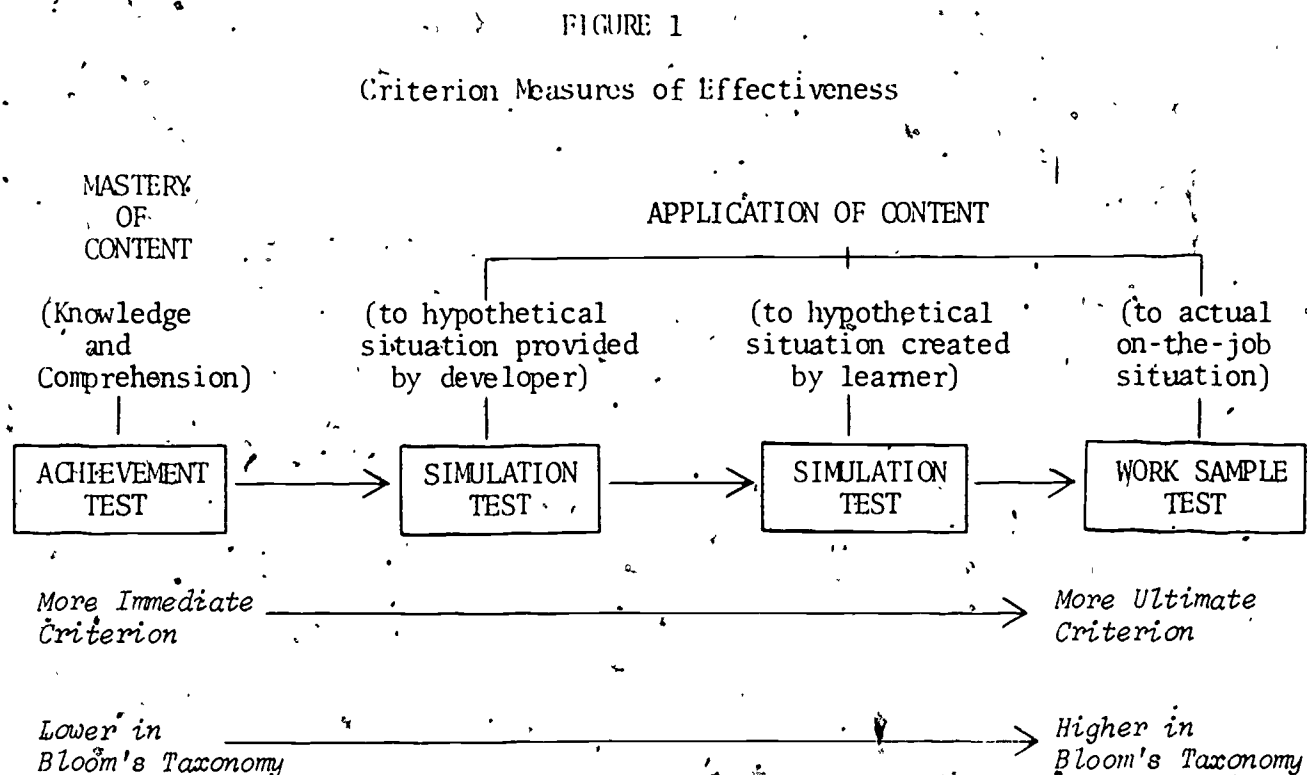 FIGURE 1
Criterion Measures of Effectiveness
MASTERY
OF
CONTENT
APPLICATION OF CONTENT
(Knowledge
and
Comprehension)
(to hypothetical
situation provided
by developer)
(to hypothetical
situation created
by learner)
(to actual
on-the-job
situation)
ACHIEVEMENT
TEST
SIMULATION
TEST
SIMULATION
TEST
WORK SAMPLE
TEST
More Immediate
Criterion
More Ultimate
Criterion
Lower in
Bloom's Taxonomy
Higher in
Bloom's Taxonomy